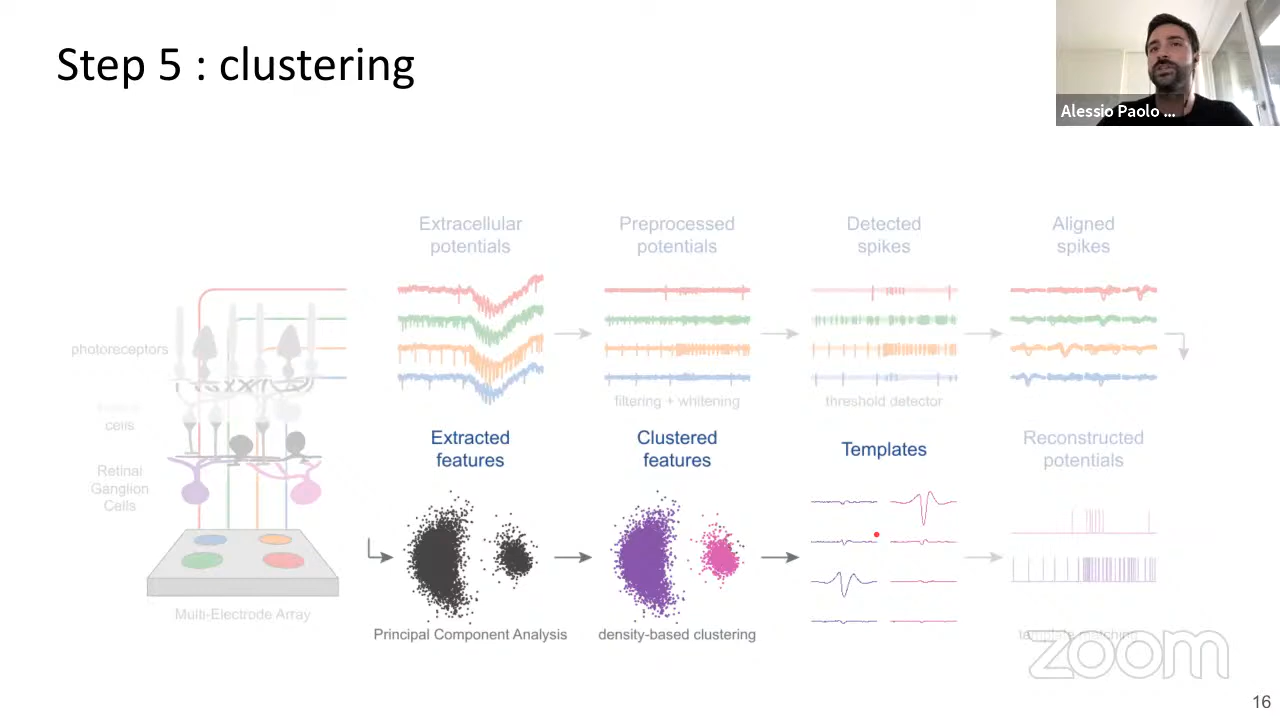 Step 5 : clustering
Alessio Paolo ...
Extracellular
potentials
Preprocessed
potentials
Detected
spikes
Aligned
spikes
photoreceptors
filtering + whitening
threshold detector
cells
Retinal
Ganglion
Cells
Extracted
features
Clustered
features
Templates
Reconstructed
potentials
Multi-Electrode Array
Principal Component Analysis
density-based clustering
template matching
zoom
16